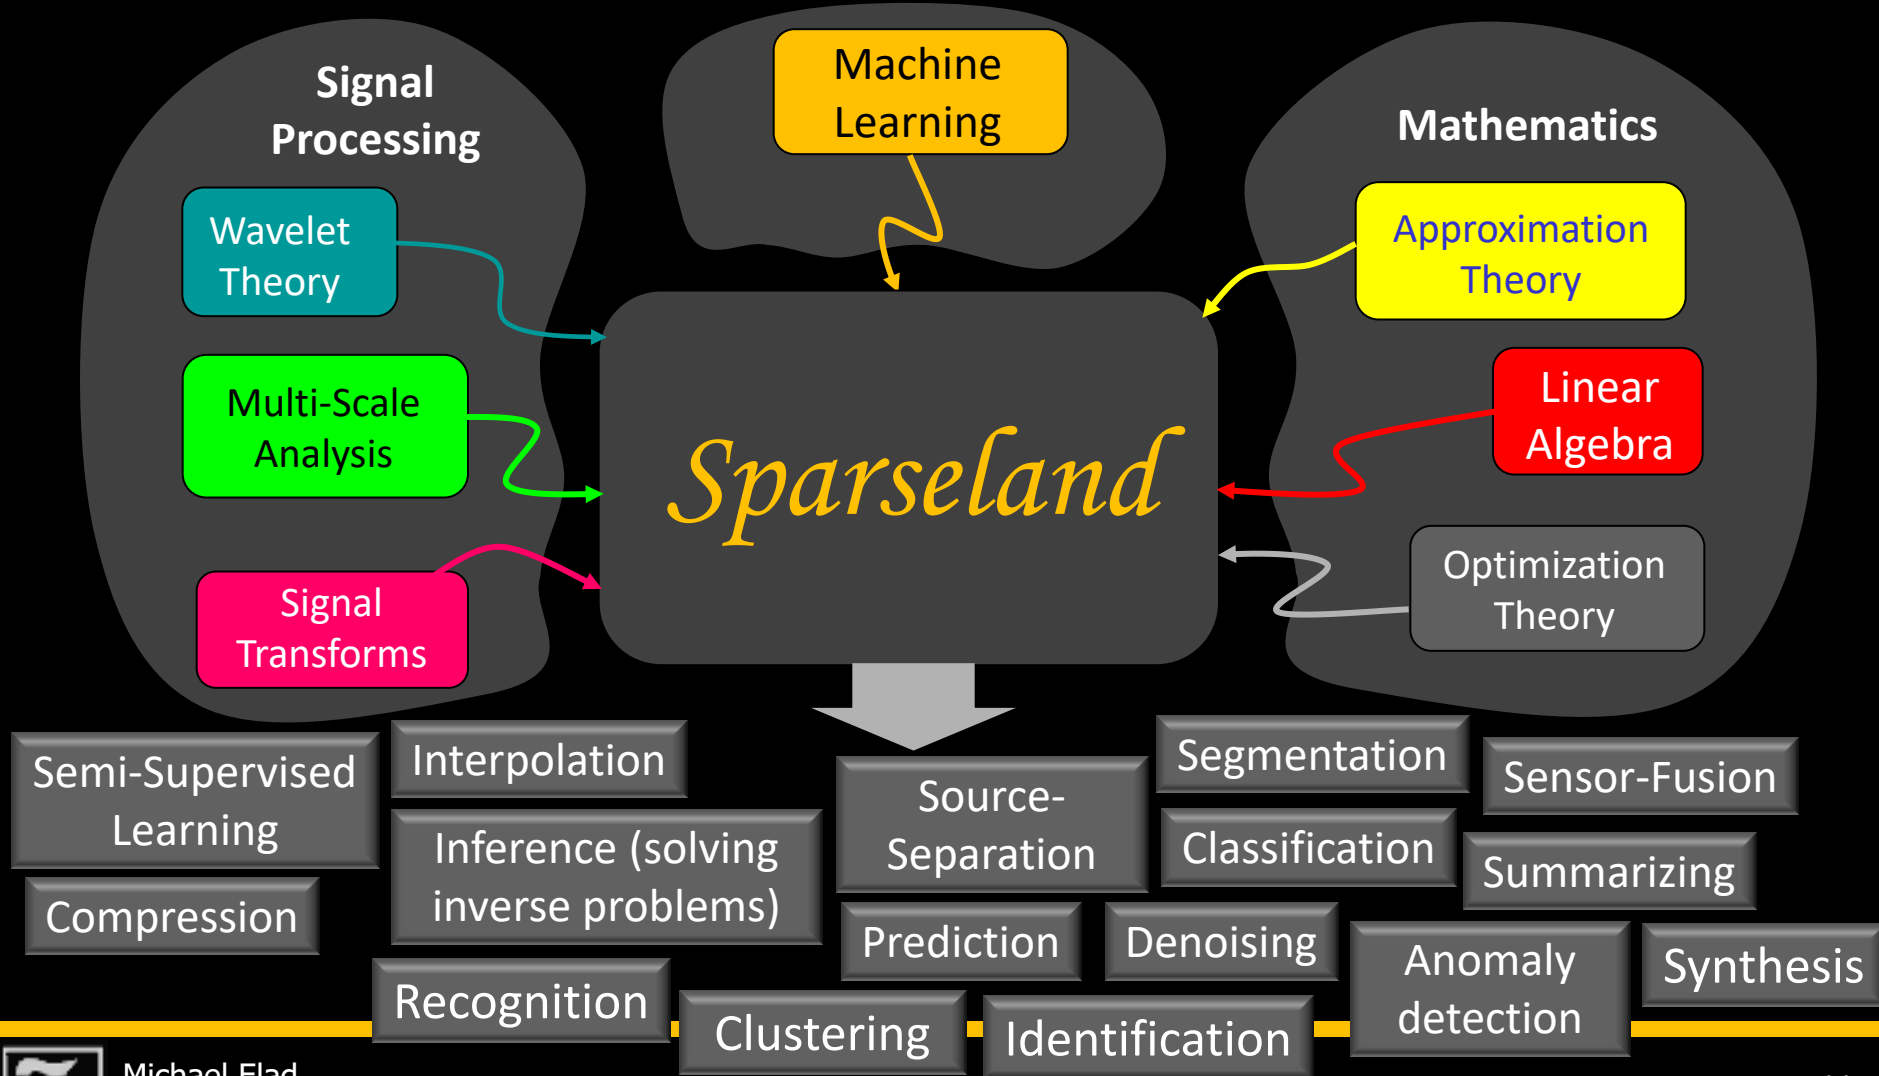 Signal
Processing
Machine
Learning
Mathematics
Wavelet
Theory
Approximation
Theory
Multi-Scale
Analysis
Linear
Algebra
Sparseland
Signal
Transforms
Optimization
Theory
Semi-Supervised
Learning
Interpolation
Source-
Separation
Segmentation
Sensor-Fusion
Inference (solving
inverse problems)
Classification
Summarizing
Compression
Prediction
Denoising
Anomaly
detection
Synthesis
Recognition
Clustering
Identification
Michael Elad